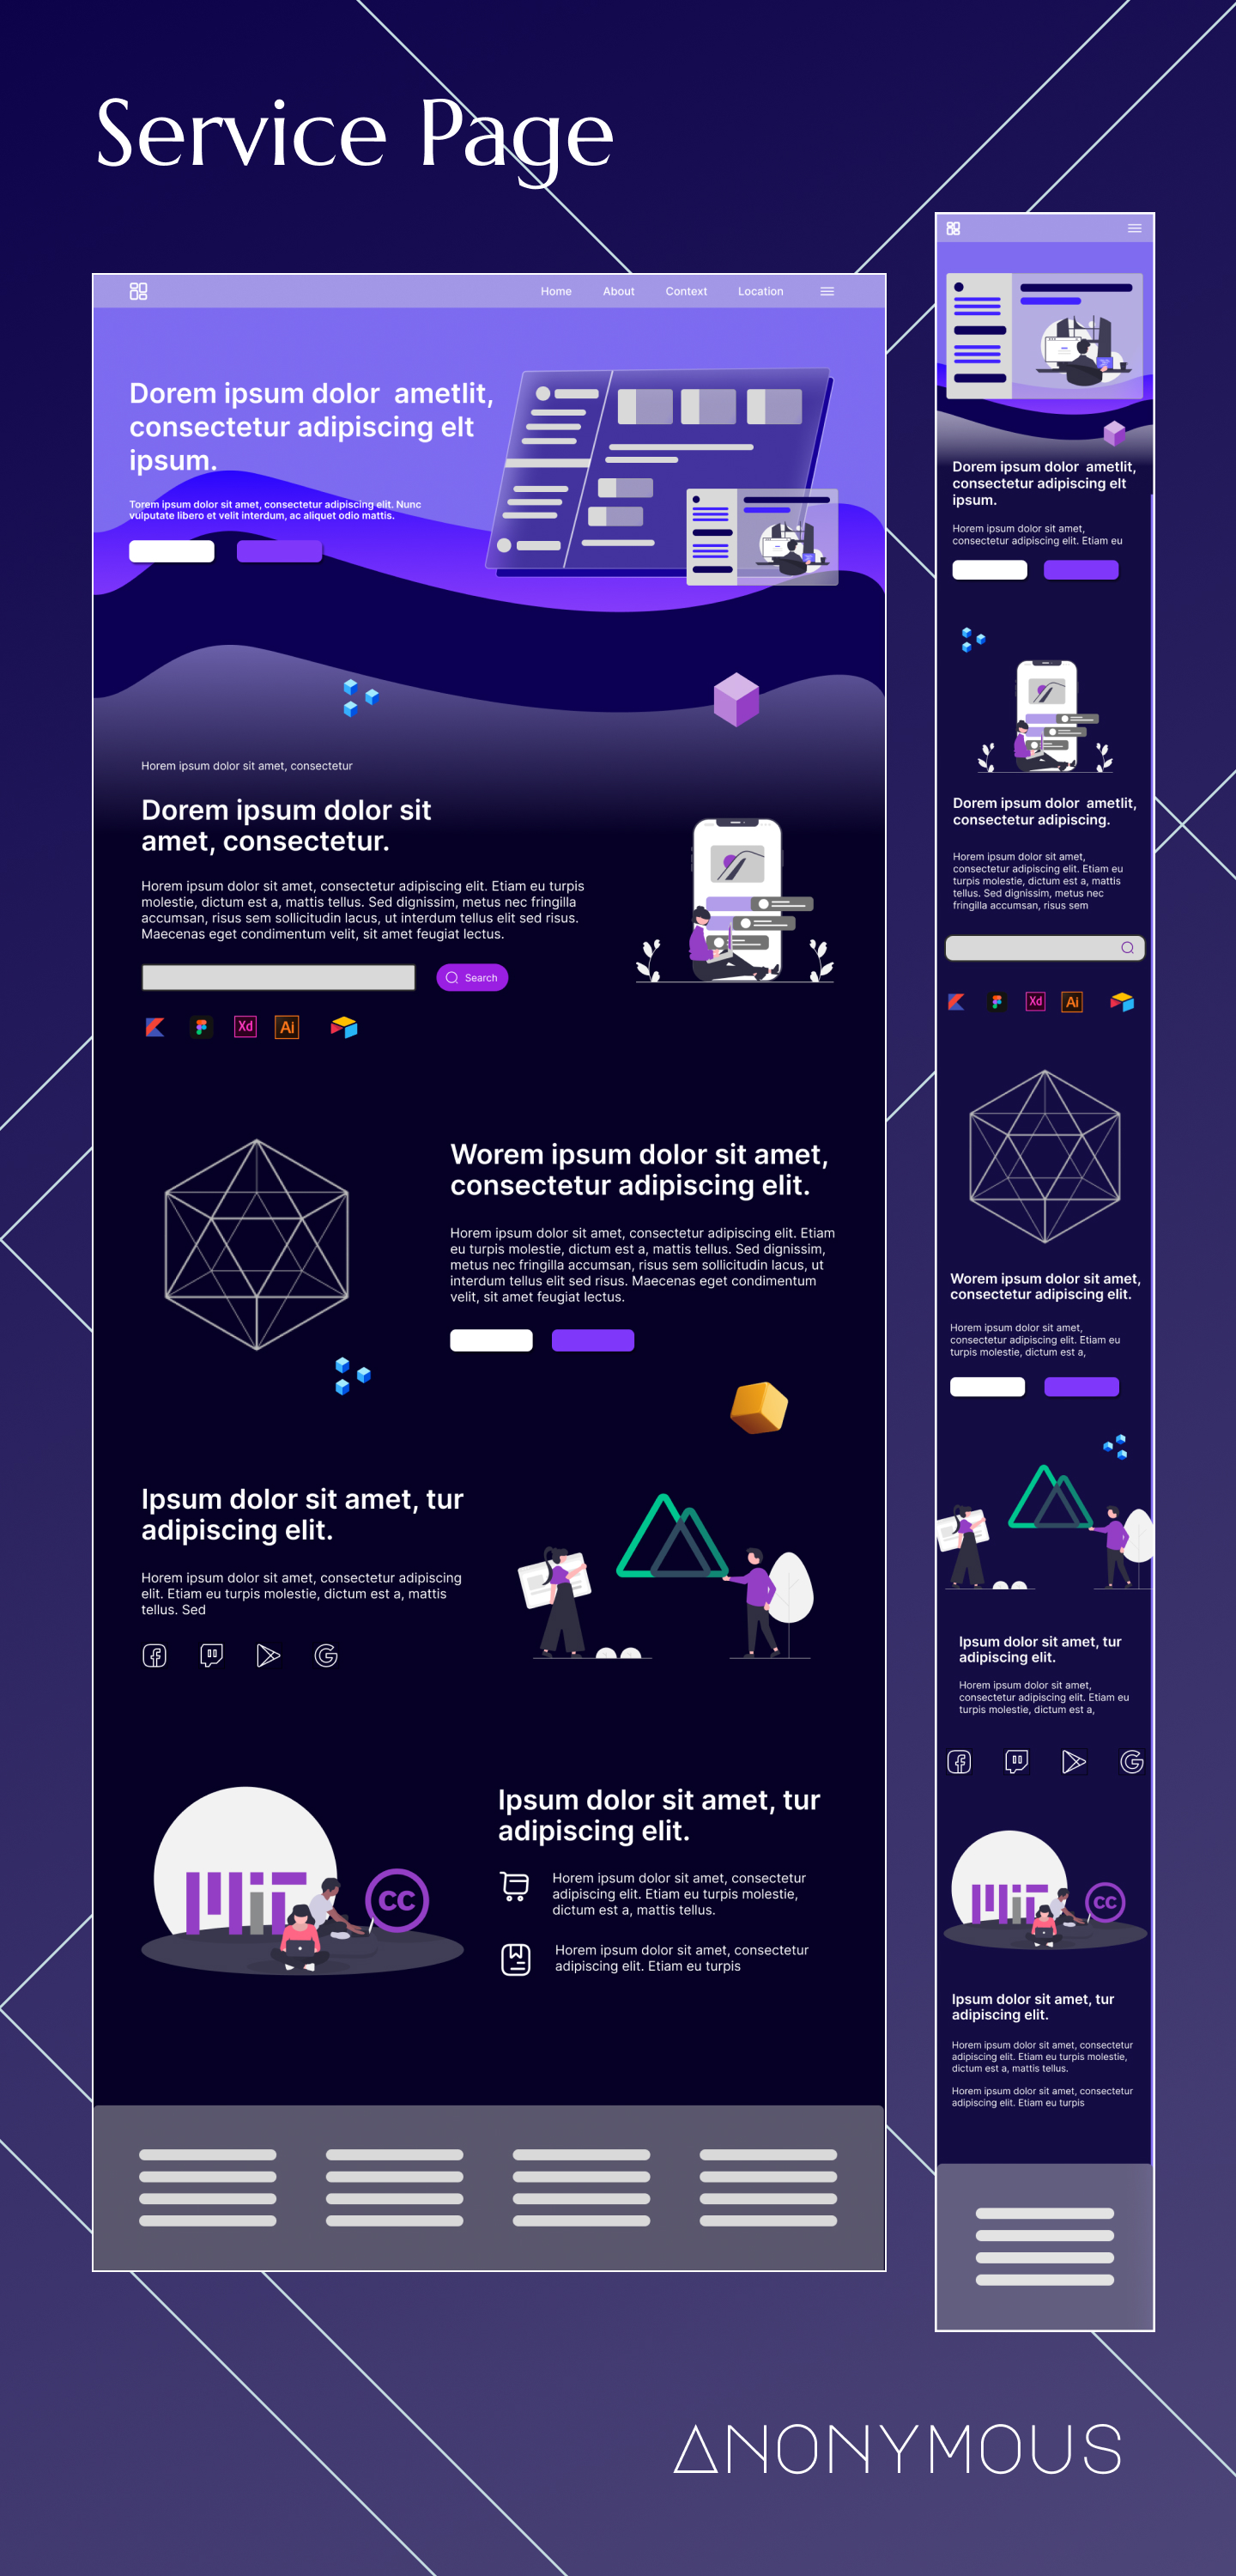 Service Page
Home About Context Location
Dorem ipsum dolor  ametlit,
consectetur adipiscing elt
ipsum.
Torem ipsum dolor sit amet, consectetur adipiscing elit. Nunc
vulputate libero et velit interdum, ac aliquet odio mattis.
Horem ipsum dolor sit amet, consectetur
Dorem ipsum dolor sit
amet, consectetur.
Horem ipsum dolor sit amet, consectetur adipiscing elit. Etiam eu turpis
molestie, dictum est a, mattis tellus. Sed dignissim, metus nec fringilla
accumsan, risus sem sollicitudin lacus, ut interdum tellus elit sed risus.
Maecenas eget condimentum velit, sit amet feugiat lectus.
Search
Xd Ai
Worem ipsum dolor sit amet,
consectetur adipiscing elit.
Horem ipsum dolor sit amet, consectetur adipiscing elit. Etiam
eu turpis molestie, dictum est a, mattis tellus. Sed dignissim,
metus nec fringilla accumsan, risus sem sollicitudin lacus, ut
interdum tellus elit sed risus. Maecenas eget condimentum
velit, sit amet feugiat lectus.
Ipsum dolor sit amet, tur
adipiscing elit.
Horem ipsum dolor sit amet, consectetur adipiscing
elit. Etiam eu turpis molestie, dictum est a, mattis
tellus. Sed
MiT
cc
Ipsum dolor sit amet, tur
adipiscing elit.
Horem ipsum dolor sit amet, consectetur
adipiscing elit. Etiam eu turpis molestie,
dictum est a, mattis tellus.
Horem ipsum dolor sit amet, consectetur
adipiscing elit. Etiam eu turpis
Dorem ipsum dolor  ametlit,
consectetur adipiscing elt
ipsum.
Horem ipsum dolor sit amet,
consectetur adipiscing elit. Etiam eu
Dorem ipsum dolor  ametlit,
consectetur adipiscing.
Horem ipsum dolor sit amet,
consectetur adipiscing elit. Etiam eu
turpis molestie, dictum est a, mattis
tellus. Sed dignissim, metus nec
fringilla accumsan, risus sem
Xd Ai
Worem ipsum dolor sit amet,
consectetur adipiscing elit.
Horem ipsum dolor sit amet,
consectetur adipiscing elit. Etiam eu
turpis molestie, dictum est a,
Ipsum dolor sit amet, tur
adipiscing elit.
Horem ipsum dolor sit amet,
consectetur adipiscing elit. Etiam eu
turpis molestie, dictum est a,
MiT
cc
Ipsum dolor sit amet, tur
adipiscing elit.
Horem ipsum dolor sit amet, consectetur
adipiscing elit. Etiam eu turpis molestie,
dictum est a, mattis tellus.
Horem ipsum dolor sit amet, consectetur
adipiscing elit. Etiam eu turpis
ANONYMOUS